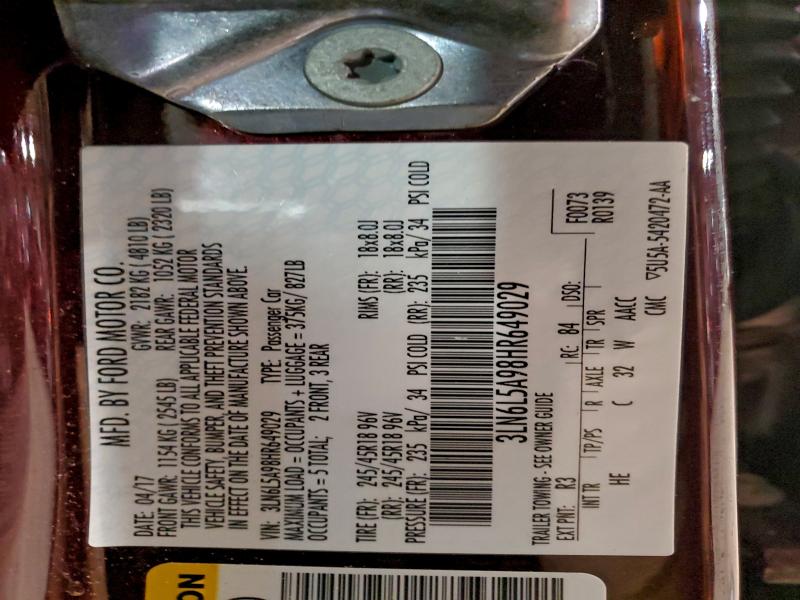 MFD. BY FORD MOTOR CO.
DATE: 04/17 GVWR: 2182 KG ( 4810 LB)
FRONT GAWR: 1154 KG ( 2545 LB) REAR GAWR: 1052 KG ( 2320 LB)
THIS VEHICLE CONFORMS TO ALL APPLICABLE FEDERAL MOTOR
VEHICLE SAFETY, BUMPER, AND THEFT PREVENTION STANDARDS
IN EFFECT ON THE DATE OF MANUFACTURE SHOWN ABOVE.
VIN: 3LN6L5A98HR649029 TYPE: Passenger Car
MAXIMUM LOAD = OCCUPANTS + LUGGAGE = 375KG/ 827LB
OCCUPANTS = 5 TOTAL; 2 FRONT, 3 REAR
TIRE (FR): 245/45R18 96V RIMS (FR): 18x8.0J
(RR): 245/45R18 96V (RR): 18x8.0J
PRESSURE (FR): 235 kPa/ 34 PSI COLD (RR): 235 kPa/ 34 PSI COLD
3LN6L5A98HR649029
TRAILER TOWING - SEE OWNER GUIDE
EXT PNT: R3 RC: 84 DSO: F0073
R0139
INT TR TP/PS R AXLE TR SPR
HE C 32 W AACC
CMC ▽5U5A-5420472-AA
ON